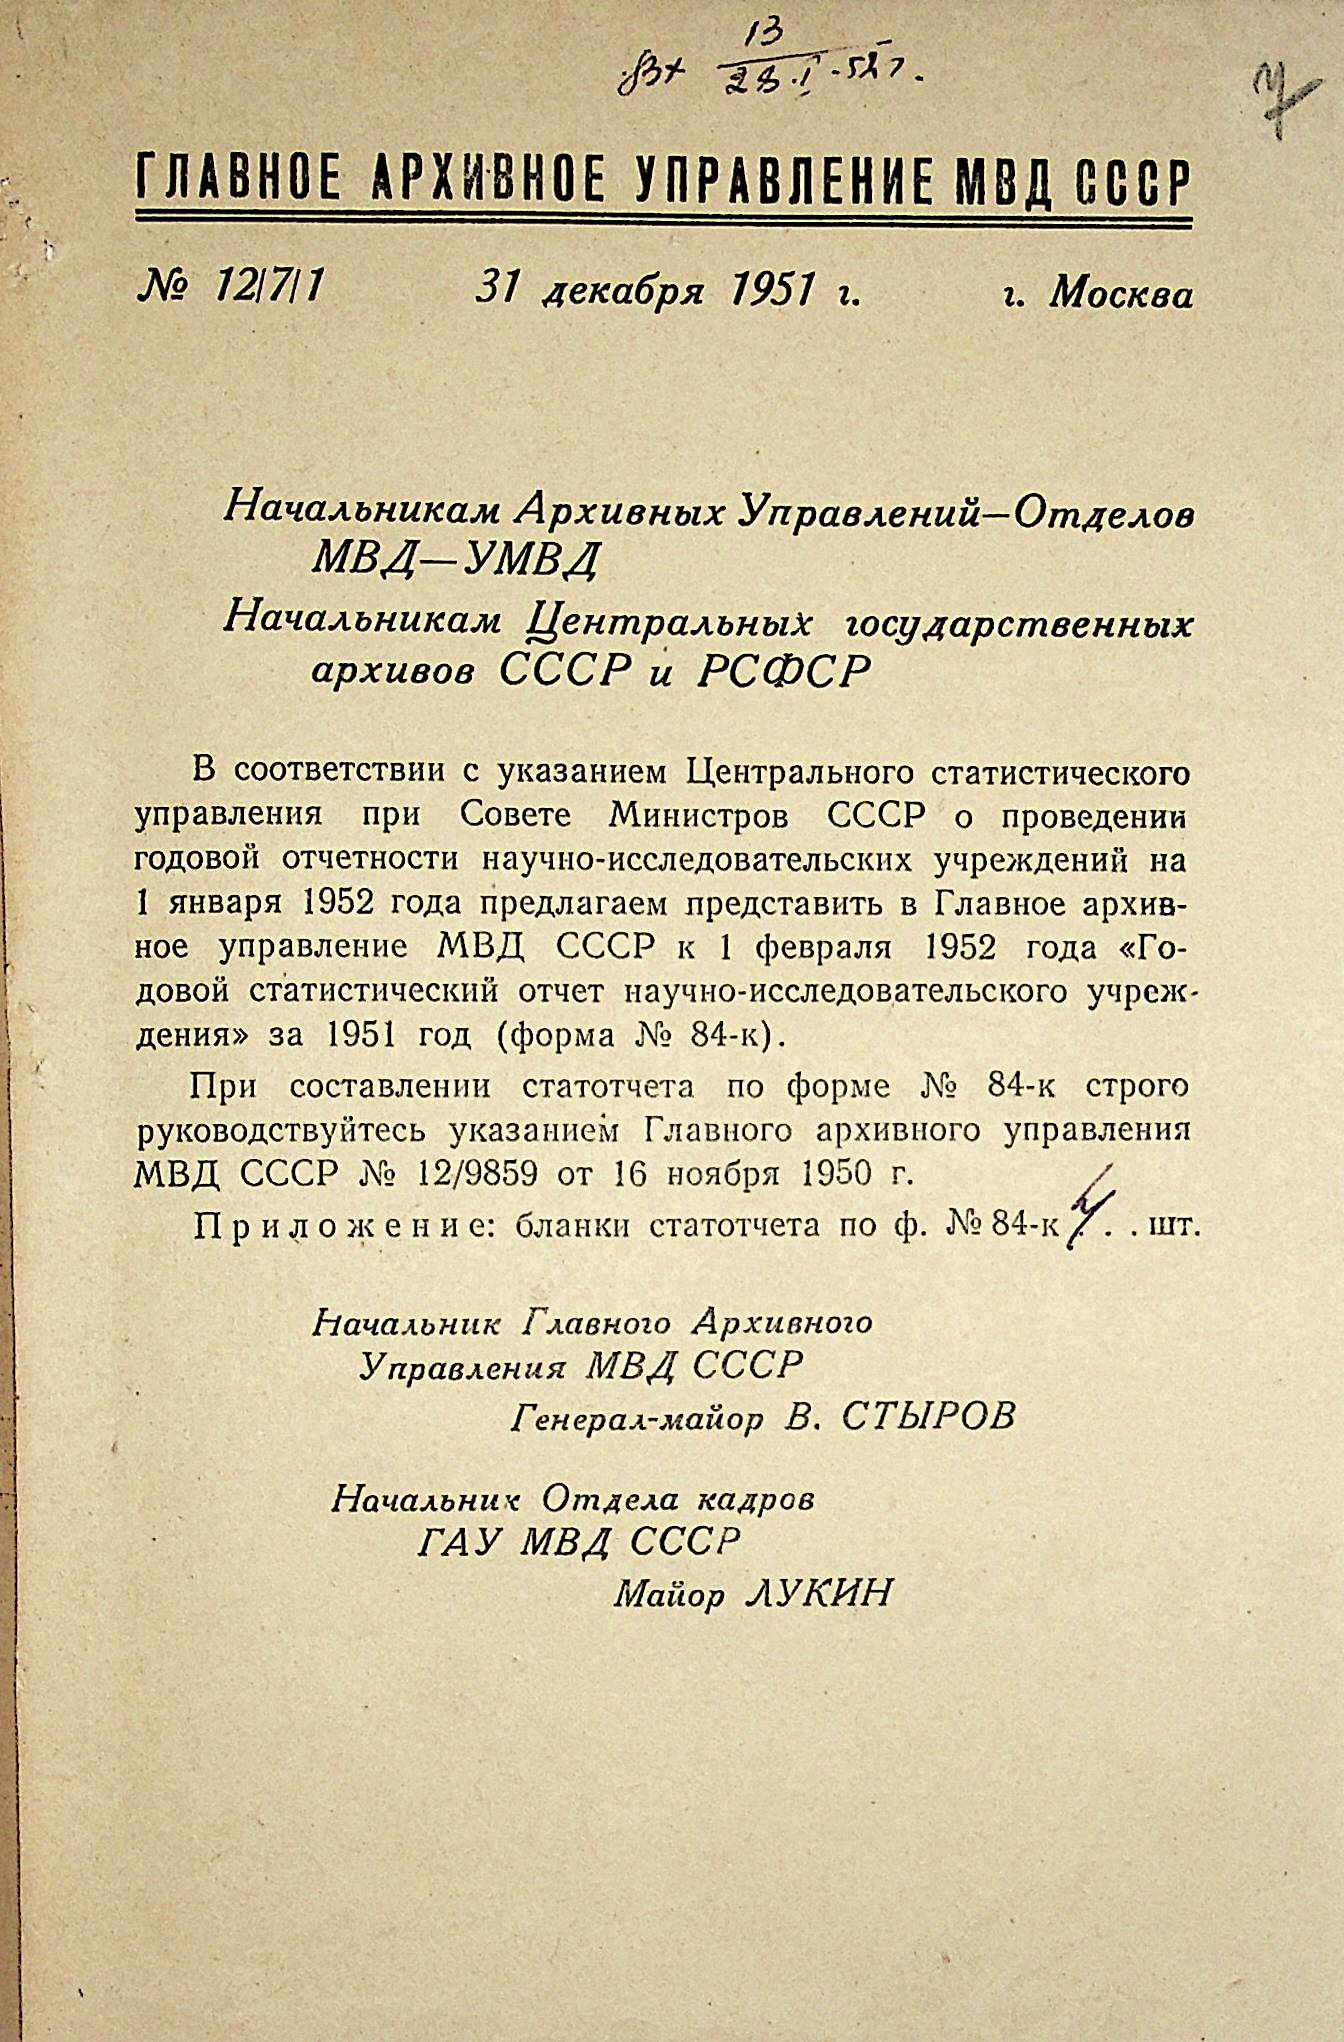 Вх 13
28.I-52 г.
7
ГЛАВНОЕ АРХИВНОЕ УПРАВЛЕНИЕ МВД СССР
№ 12/7/1 31 декабря 1951 г. г. Москва
Начальникам Архивных Управлений—Отделов
МВД—УМВД
Начальникам Центральных государственных
архивов СССР и РСФСР
В соответствии с указанием Центрального статистического
управления при Совете Министров СССР о проведении
годовой отчетности научно-исследовательских учреждений на
1 января 1952 года предлагаем представить в Главное архив-
ное управление МВД СССР к 1 февраля 1952 года «Го-
довой статистический отчет научно-исследовательского учреж-
дения» за 1951 год (форма № 84-к).
При составлении статотчета по форме № 84-к строго
руководствуйтесь указанием Главного архивного управления
МВД СССР № 12/9859 от 16 ноября 1950 г.
Приложение: бланки статотчета по ф. № 84-к 4 . . шт.
Начальник Главного Архивного
Управления МВД СССР
Генерал-майор В. СТЫРОВ
Начальник Отдела кадров
ГАУ МВД СССР
Майор ЛУКИН